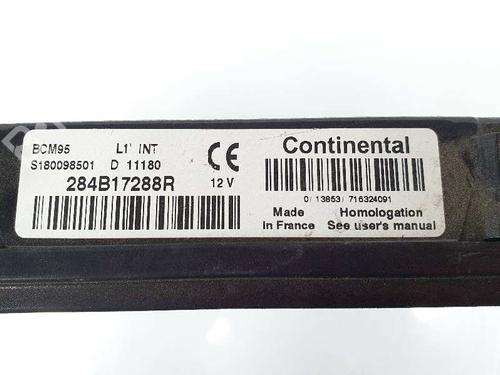 BCM95 L1' INT
S180098501 D 11180
284B17288R
CE
12 V
Continental
0/ 13853/ 716324091
Made in France
Homologation See user's manual